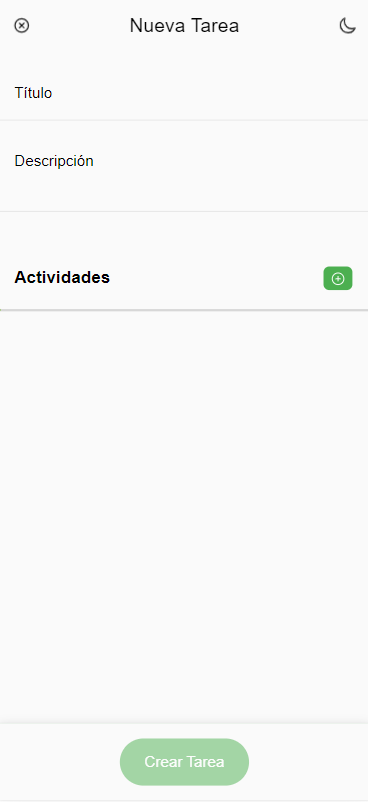 Nueva Tarea
Título
Descripción
Actividades
Crear Tarea